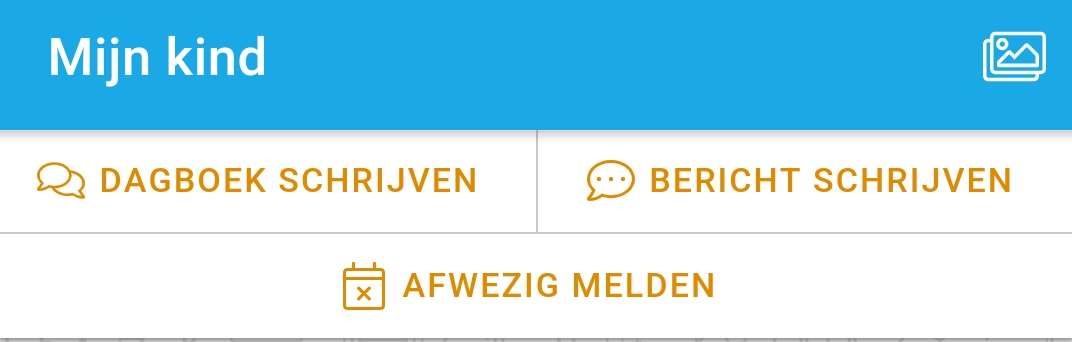 Mijn kind
DAGBOEK SCHRIJVEN
BERICHT SCHRIJVEN
AFWEZIG MELDEN